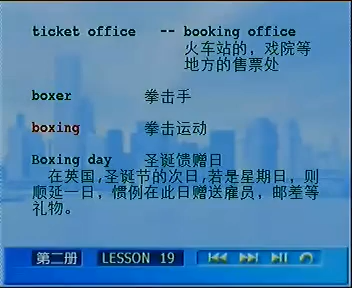 ticket office -- booking office
火车站的，戏院等
地方的售票处
boxer 拳击手
boxing 拳击运动
Boxing day 圣诞馈赠日
在英国,圣诞节的次日,若是星期日，则
顺延一日，惯例在此日赠送雇员，邮差等
礼物。
第二册 LESSON 19